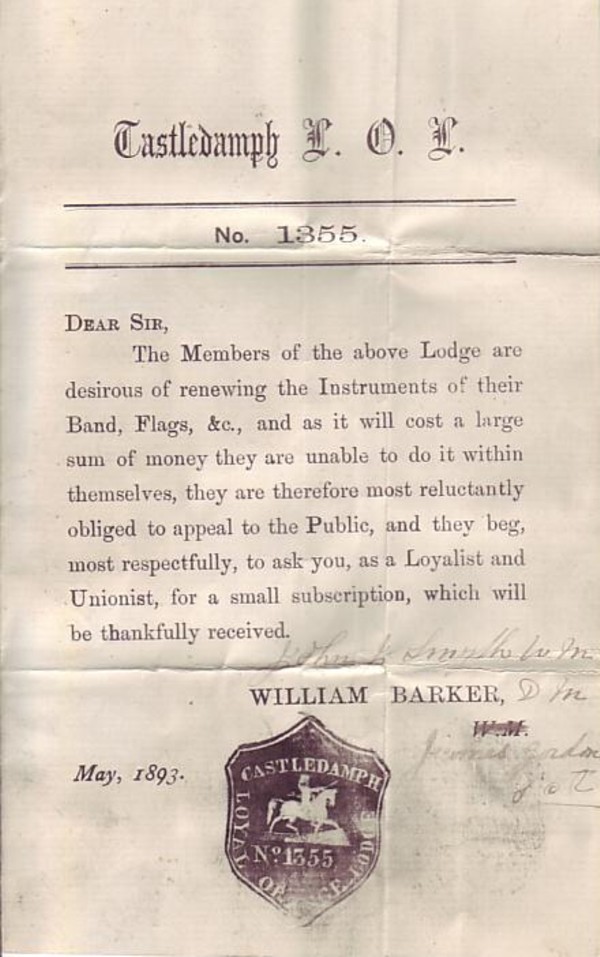 Castledamph L. O. L.
No. 1355.
DEAR SIR,
The Members of the above Lodge are
desirous of renewing the Instruments of their
Band, Flags, &c., and as it will cost a large
sum of money they are unable to do it within
themselves, they are therefore most reluctantly
obliged to appeal to the Public, and they beg,
most respectfully, to ask you, as a Loyalist and
Unionist, for a small subscription, which will
be thankfully received.
John Smyth W M
WILLIAM BARKER, D M
W.M.
James
May, 1893.
CASTLEDAMPH
LOYAL
No 1355
ORANGE LODGE